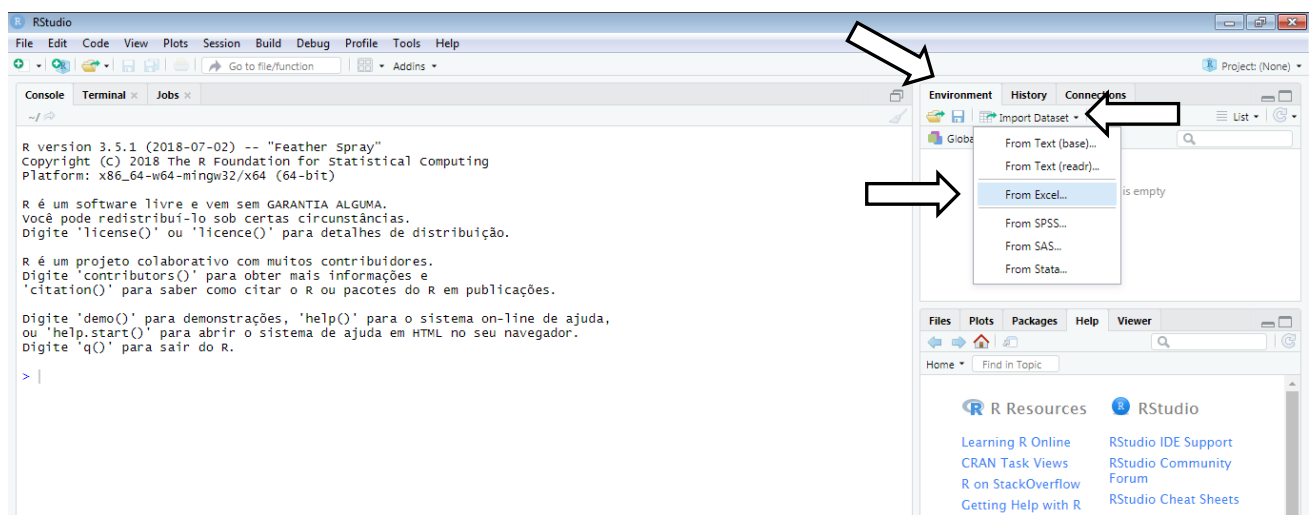 RStudio
File Edit Code View Plots Session Build Debug Profile Tools Help
Go to file/function Addins
Project: (None)
Console Terminal Jobs
~/
R version 3.5.1 (2018-07-02) -- "Feather Spray"
Copyright (C) 2018 The R Foundation for Statistical Computing
Platform: x86_64-w64-mingw32/x64 (64-bit)
R é um software livre e vem sem GARANTIA ALGUMA.
Você pode redistribuí-lo sob certas circunstâncias.
Digite 'license()' ou 'licence()' para detalhes de distribuição.
R é um projeto colaborativo com muitos contribuidores.
Digite 'contributors()' para obter mais informações e
'citation()' para saber como citar o R ou pacotes do R em publicações.
Digite 'demo()' para demonstrações, 'help()' para o sistema on-line de ajuda,
ou 'help.start()' para abrir o sistema de ajuda em HTML no seu navegador.
Digite 'q()' para sair do R.
>
Environment History Connections
Import Dataset List
Globa
From Text (base)...
From Text (readr)...
From Excel...
is empty
From SPSS...
From SAS...
From Stata...
Files Plots Packages Help Viewer
Home Find in Topic
R Resources
Learning R Online
CRAN Task Views
R on StackOverflow
Getting Help with R
RStudio
RStudio IDE Support
RStudio Community
Forum
RStudio Cheat Sheets